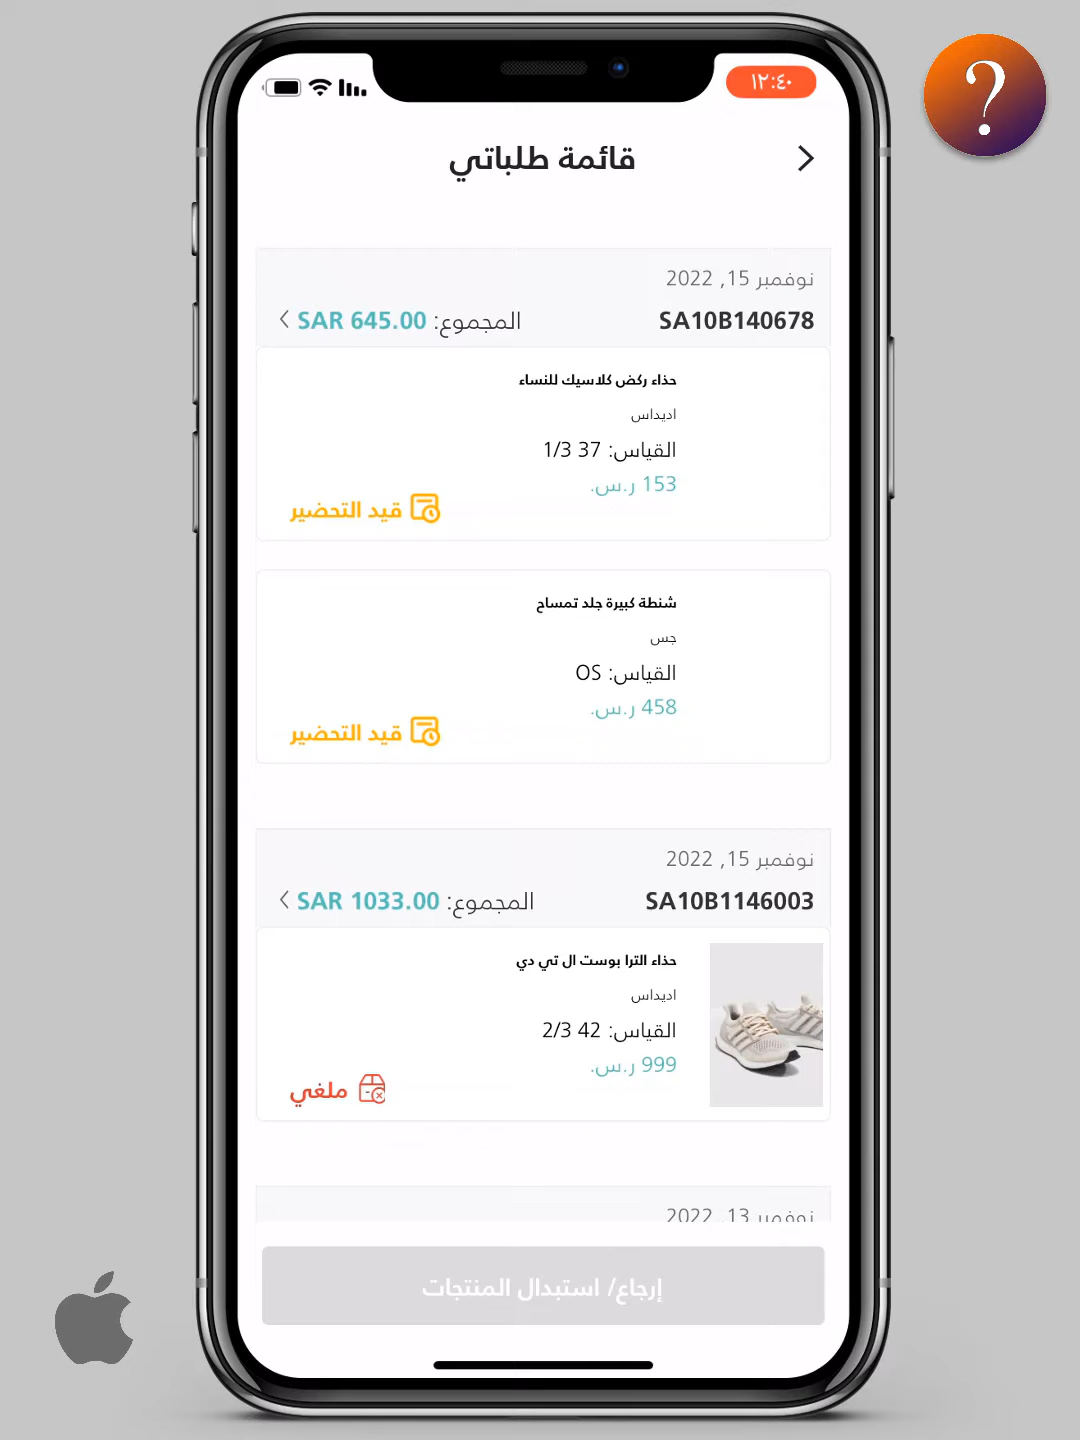 ١٢:٤٠
?
قائمة طلباتي
نوفمبر 15, 2022
SA10B140678 المجموع: SAR 645.00
حذاء ركض كلاسيك للنساء
اديداس
القياس: 37 1/3
153 ر.س.
قيد التحضير
شنطة كبيرة جلد تمساح
جس
القياس: OS
458 ر.س.
قيد التحضير
نوفمبر 15, 2022
SA10B1146003 المجموع: SAR 1033.00
حذاء الترا بوست ال تي دي
اديداس
القياس: 42 2/3
999 ر.س.
ملغي
نوفمبر 13, 2022
إرجاع/ استبدال المنتجات